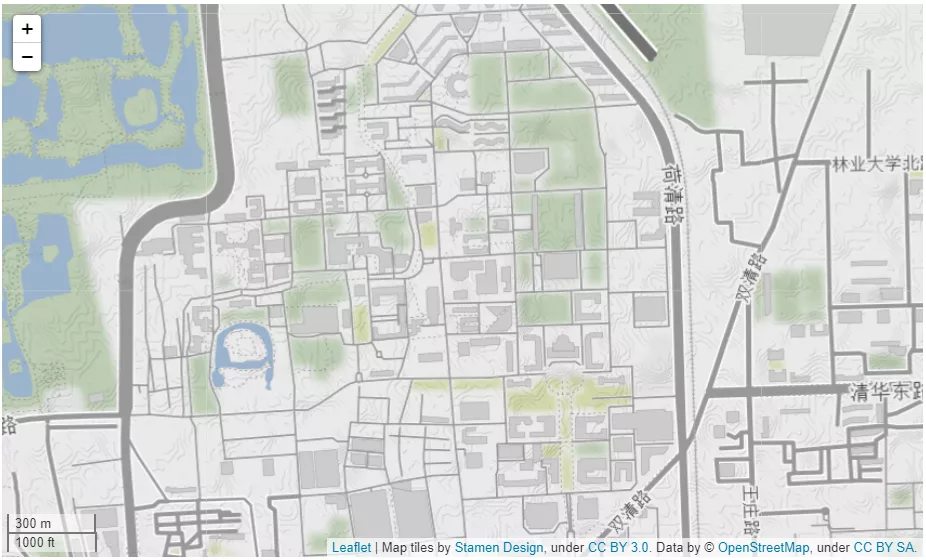 +
−
林业大学北
荷清路
双清路
清华东路
路
双清路
王庄路
300 m
1000 ft
Leaflet | Map tiles by Stamen Design, under CC BY 3.0. Data by © OpenStreetMap, under CC BY SA.